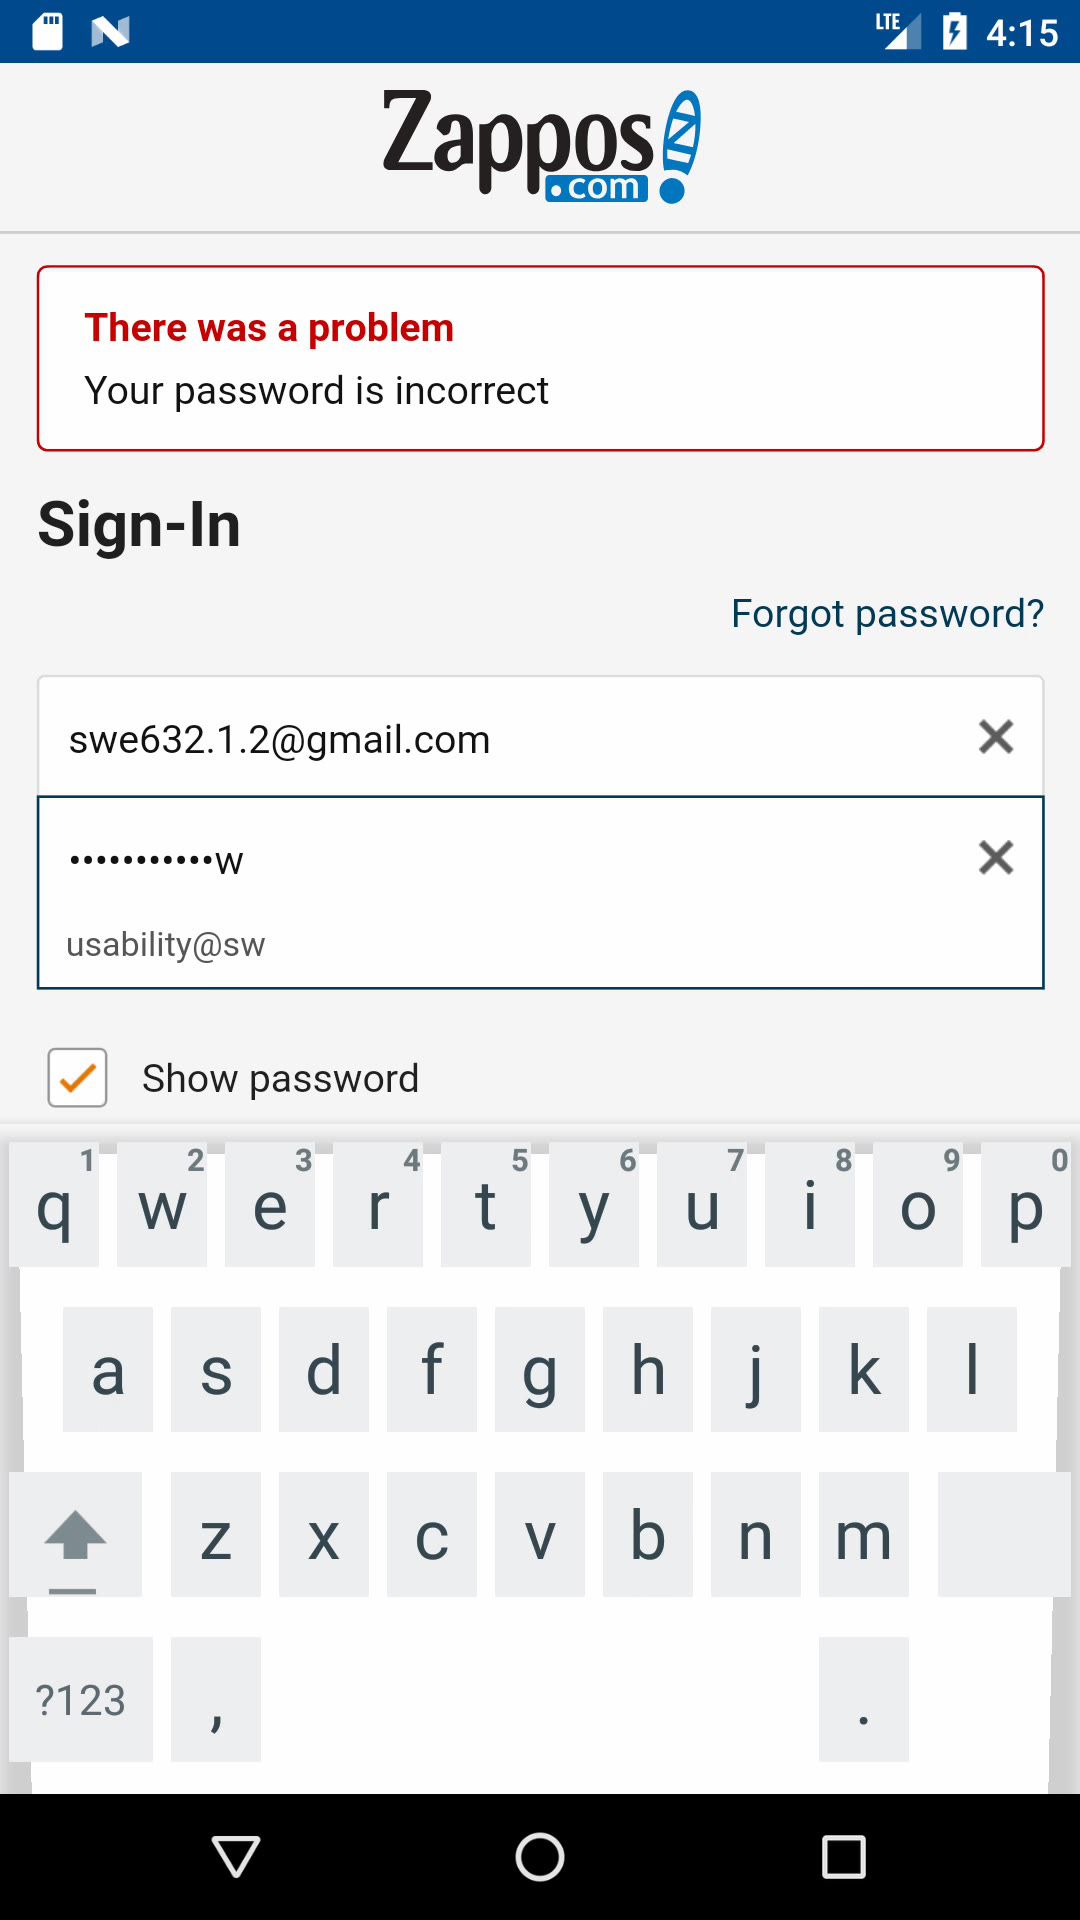 LTE 4:15
Zappos
.com
There was a problem
Your password is incorrect
Sign-In
Forgot password?
swe632.1.2@gmail.com
•••••••••••w
usability@sw
Show password
1 2 3 4 5 6 7 8 9 0
q w e r t y u i o p
a s d f g h j k l
z x c v b n m
?123 , .